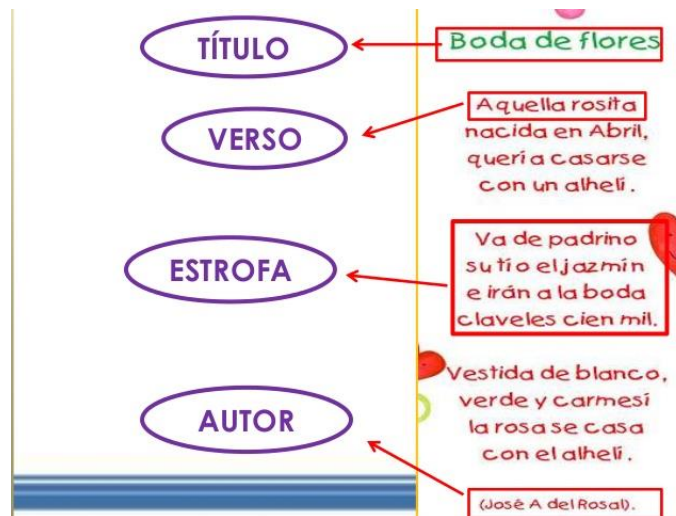 TÍTULO
Boda de flores
VERSO
Aquella rosita
nacida en Abril,
quería casarse
con un alhelí.
ESTROFA
Va de padrino
su tío el jazmín
e irán a la boda
claveles cien mil.
AUTOR
Vestida de blanco,
verde y carmesí
la rosa se casa
con el alhelí.
(José A del Rosal).